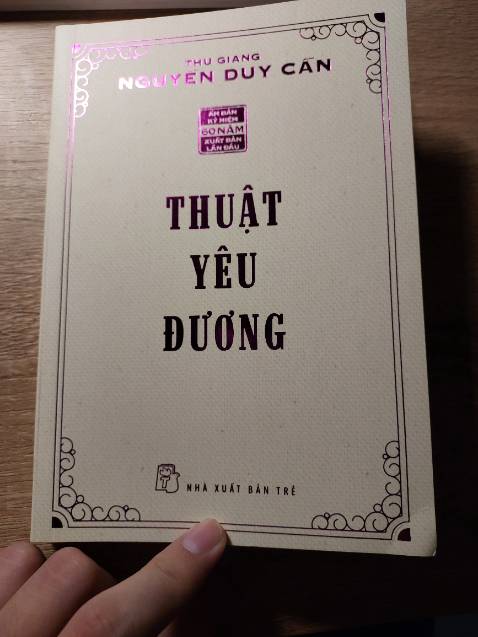 THU GIANG
NGUYỄN DUY CẦN
ẤN BẢN
KỶ NIỆM
60 NĂM
XUẤT BẢN
LẦN ĐẦU
THUẬT
YÊU
ĐƯƠNG
NHÀ XUẤT BẢN TRẺ